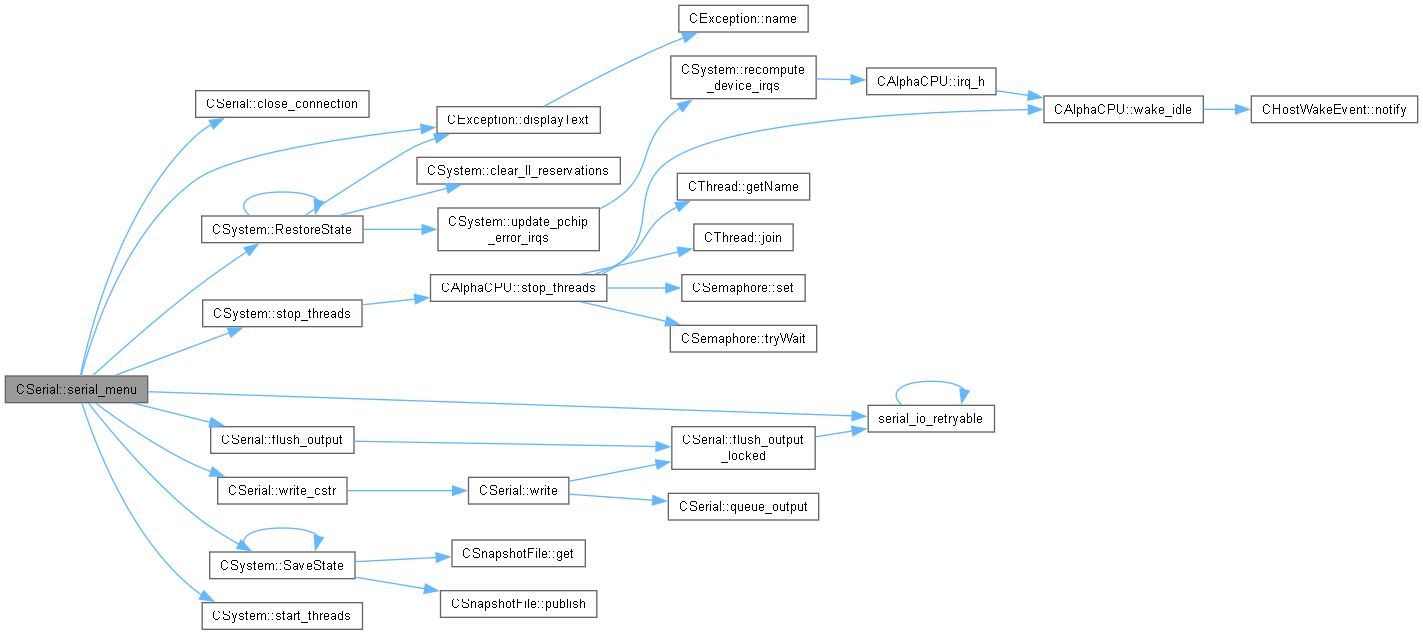 CException::name
CSystem::recompute
_device_irqs
CAlphaCPU::irq_h
CSerial::close_connection
CAlphaCPU::wake_idle
CHostWakeEvent::notify
CException::displayText
CSystem::clear_ll_reservations
CThread::getName
CSystem::RestoreState
CSystem::update_pchip
_error_irqs
CThread::join
CAlphaCPU::stop_threads
CSemaphore::set
CSystem::stop_threads
CSemaphore::tryWait
CSerial::serial_menu
serial_io_retryable
CSerial::flush_output
CSerial::flush_output
_locked
CSerial::write_cstr
CSerial::write
CSerial::queue_output
CSystem::SaveState
CSnapshotFile::get
CSnapshotFile::publish
CSystem::start_threads